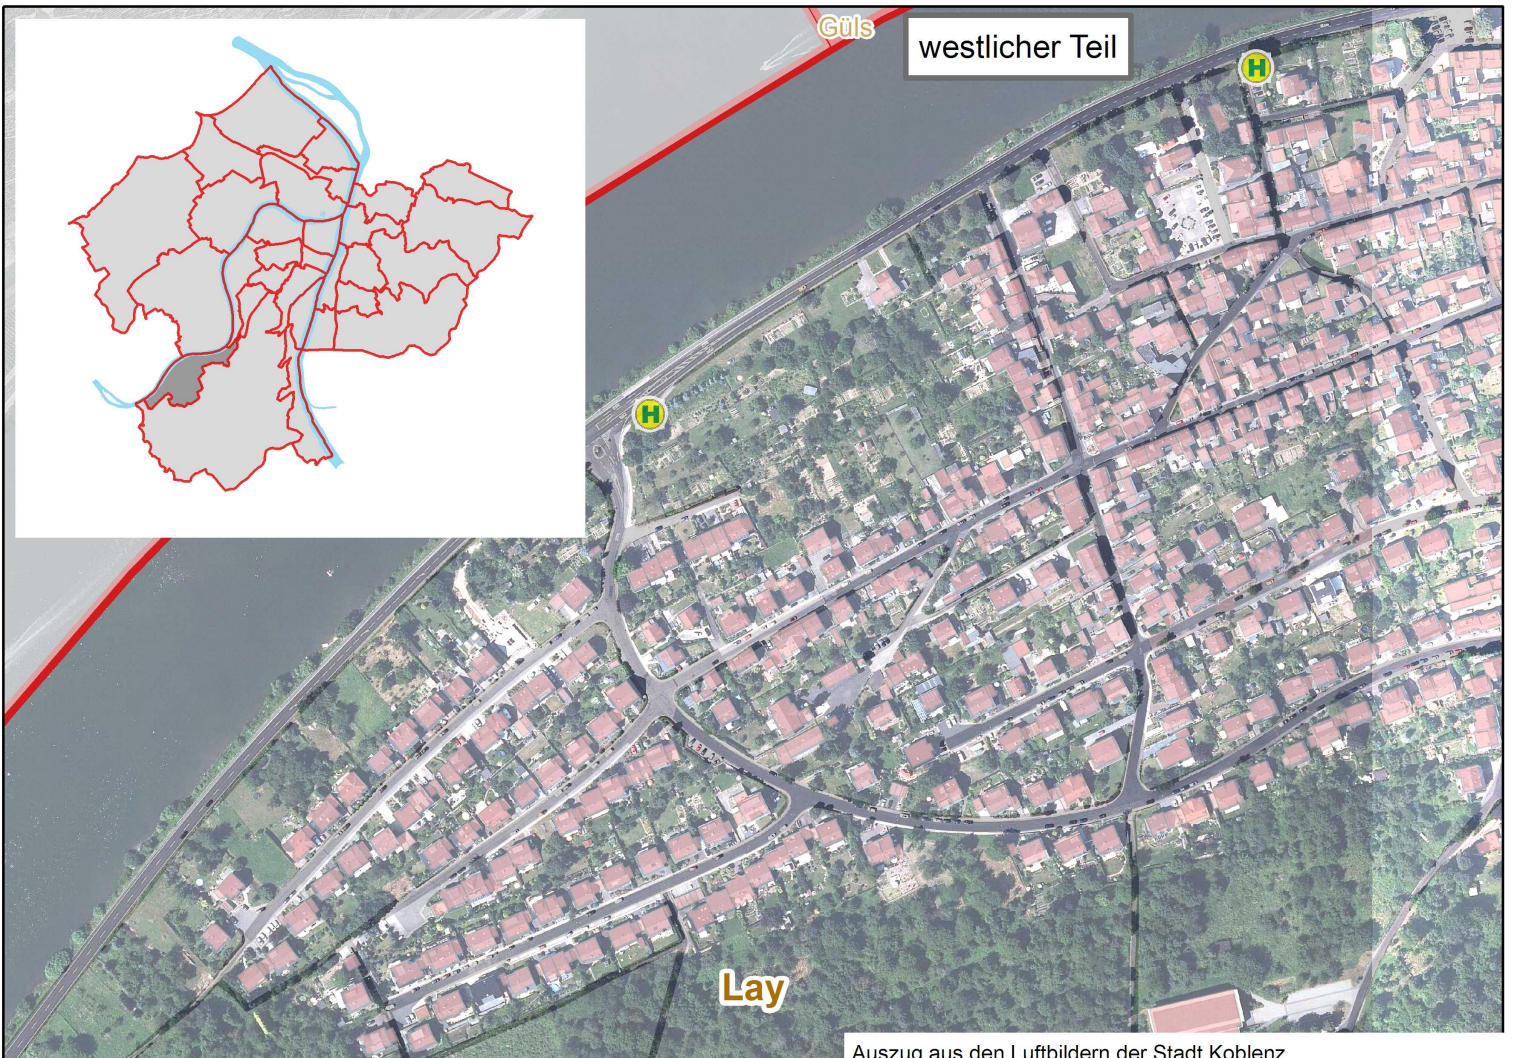 Güls
westlicher Teil
H
H
Lay
Auszug aus den Luftbildern der Stadt Koblenz